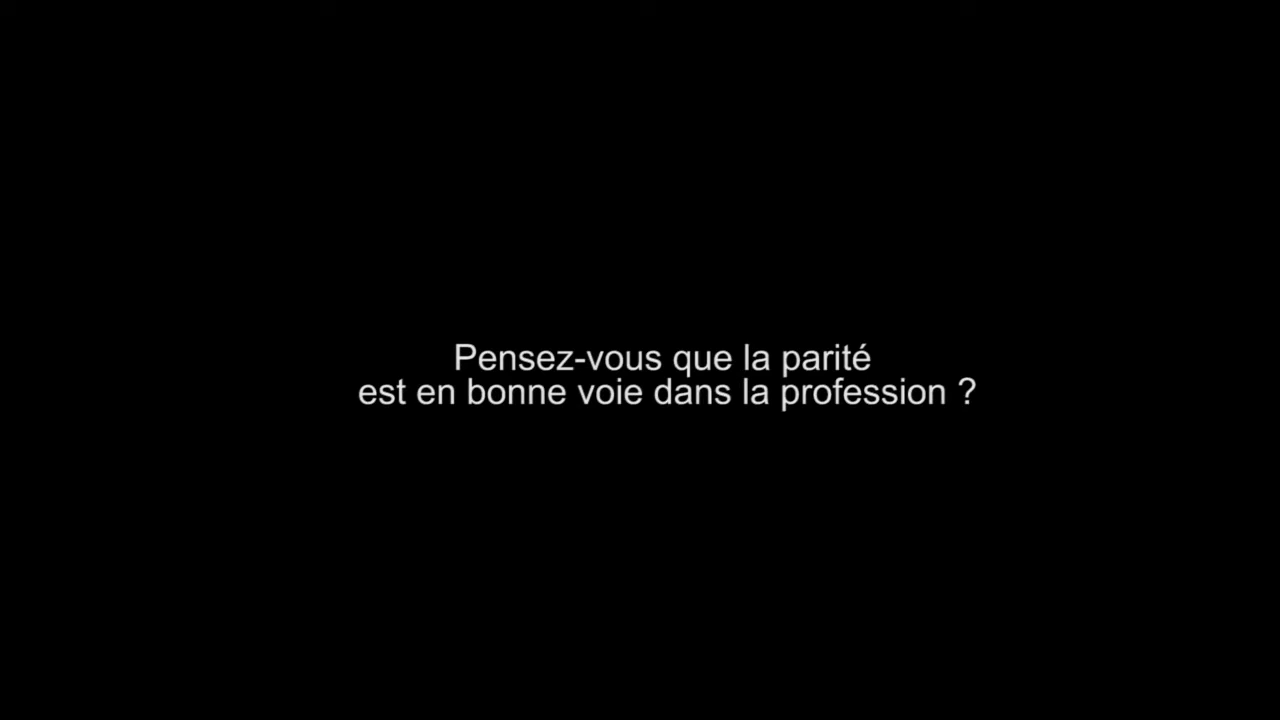 Pensez-vous que la parité
est en bonne voie dans la profession ?